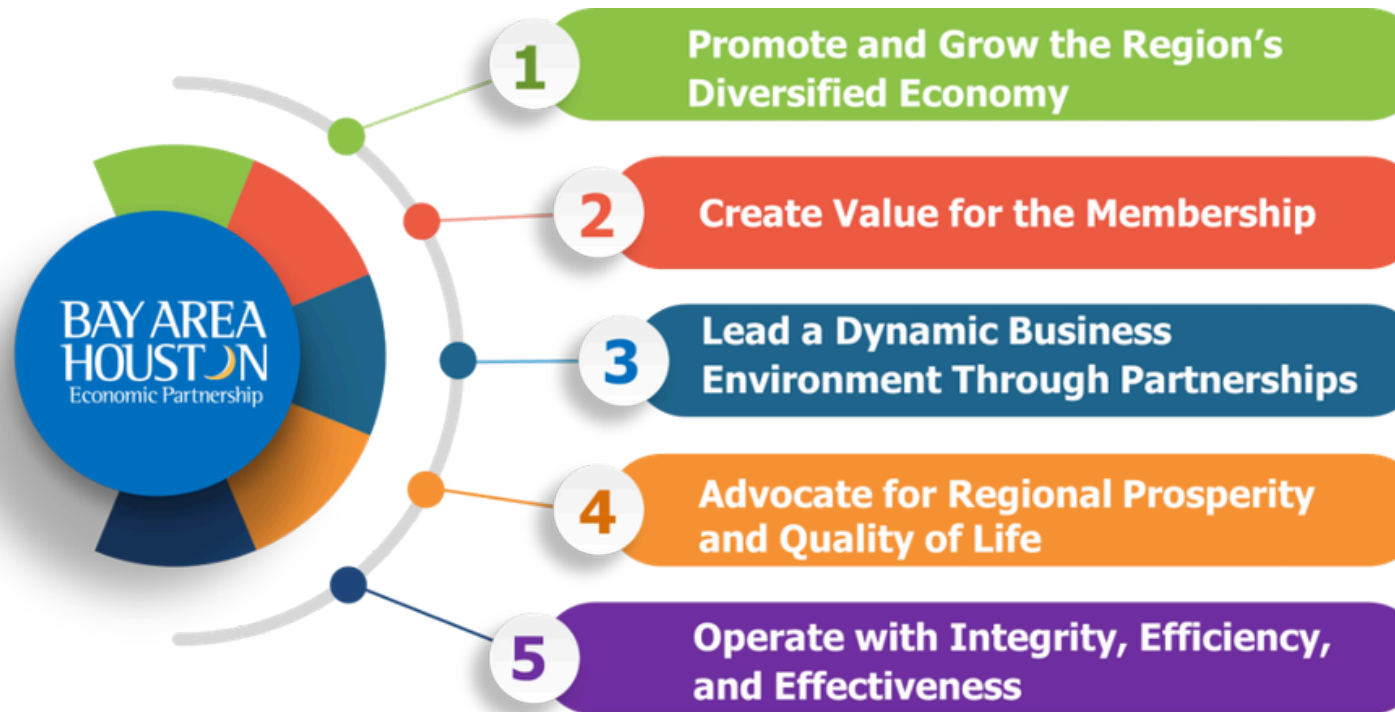 BAY AREA
HOUSTON
Economic Partnership
1
Promote and Grow the Region's
Diversified Economy
2
Create Value for the Membership
3
Lead a Dynamic Business
Environment Through Partnerships
4
Advocate for Regional Prosperity
and Quality of Life
5
Operate with Integrity, Efficiency,
and Effectiveness